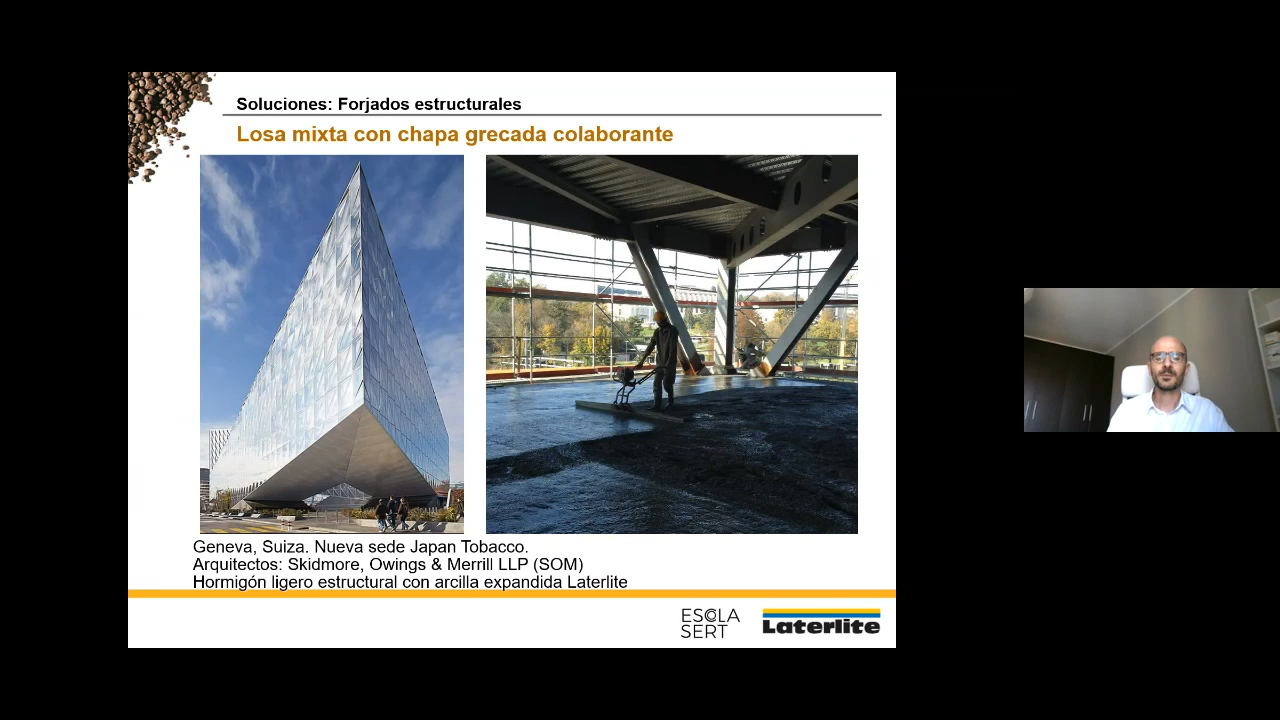 Soluciones: Forjados estructurales
Losa mixta con chapa grecada colaborante
Geneva, Suiza. Nueva sede Japan Tobacco.
Arquitectos: Skidmore, Owings & Merrill LLP (SOM)
Hormigón ligero estructural con arcilla expandida Laterlite
ESCOLA
SERT
Laterlite